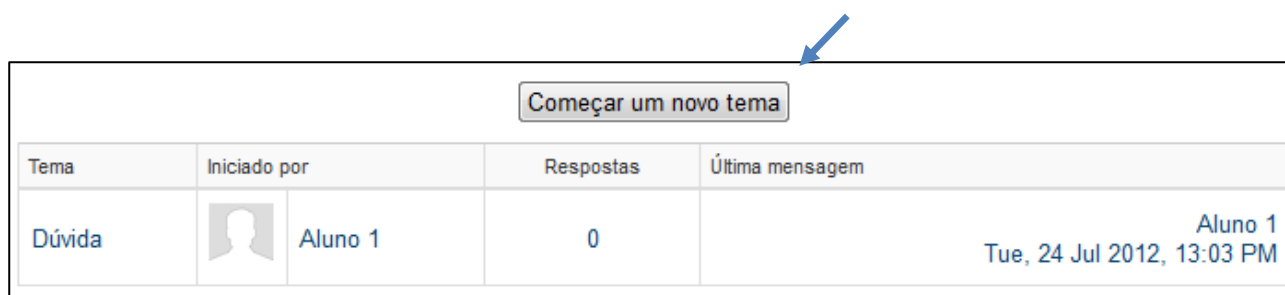 Começar um novo tema
Tema Iniciado por Respostas Última mensagem
Dúvida Aluno 1 0 Aluno 1
Tue, 24 Jul 2012, 13:03 PM